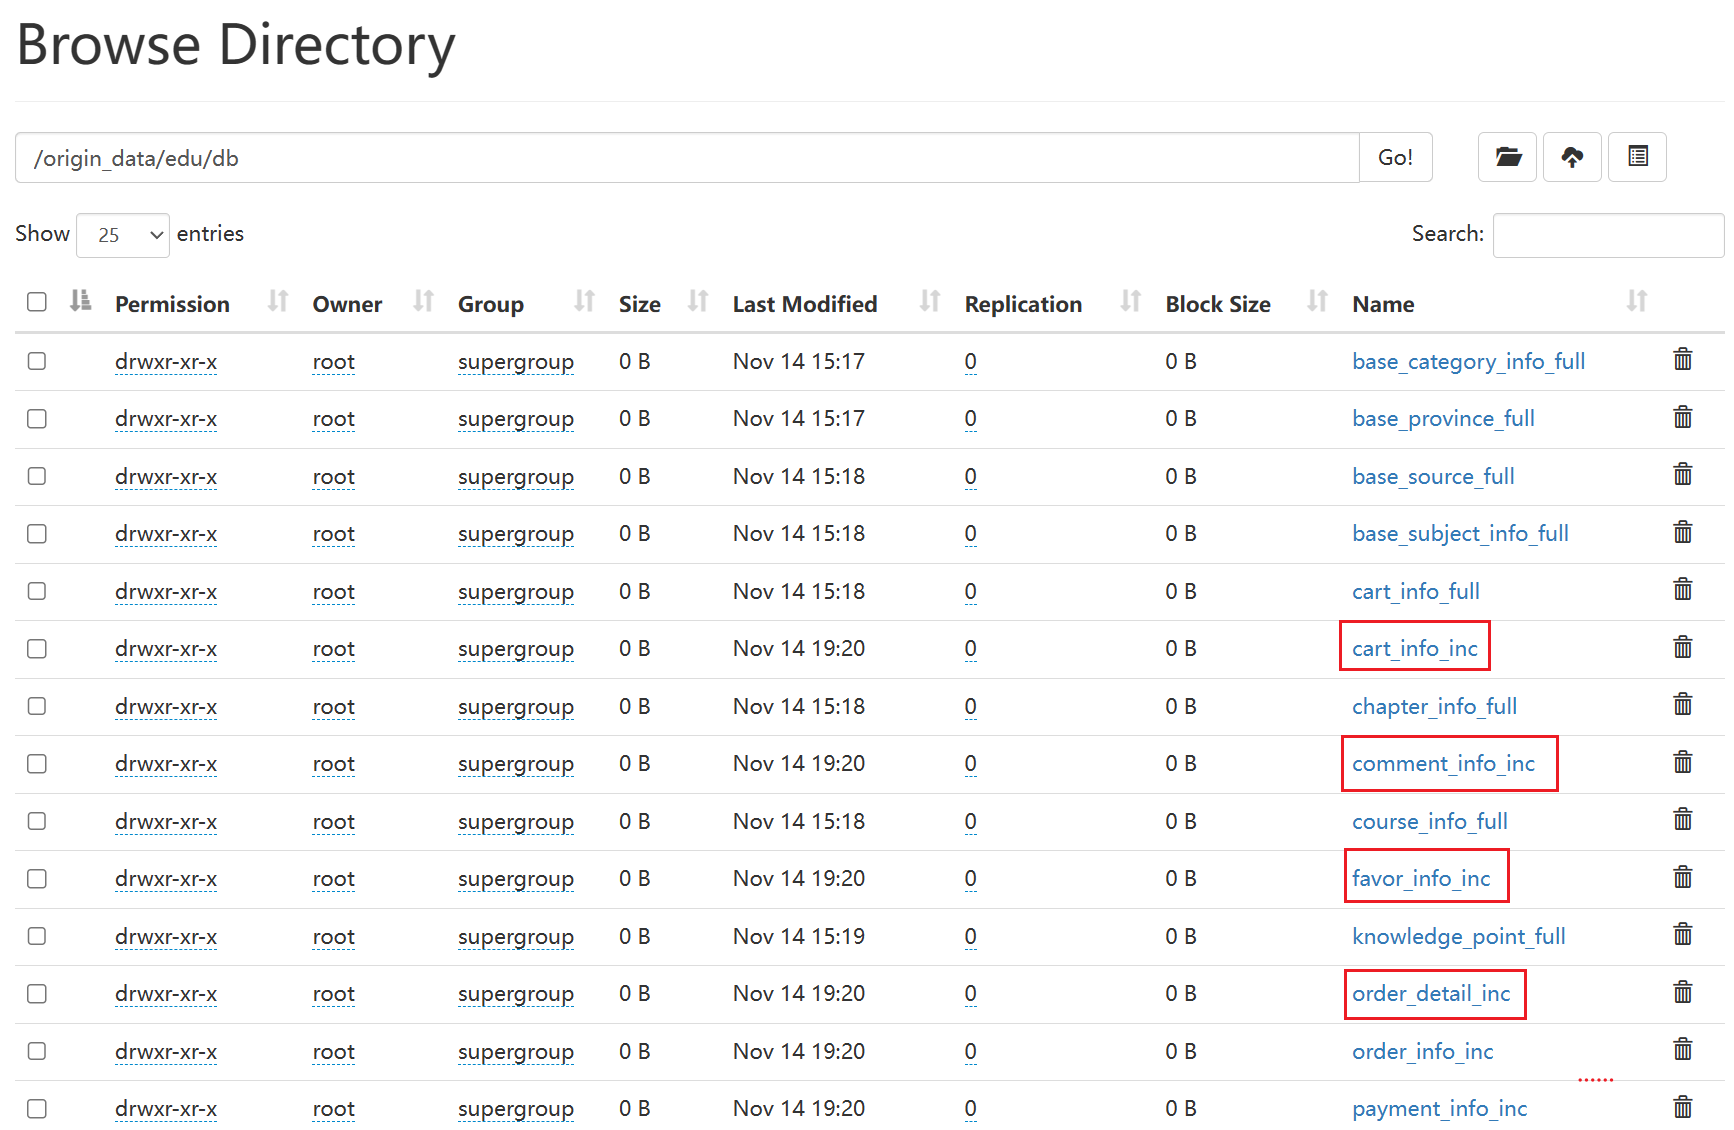 Browse Directory
/origin_data/edu/db Go!
Show 25 entries Search:
Permission Owner Group Size Last Modified Replication Block Size Name
drwxr-xr-x root supergroup 0 B Nov 14 15:17 0 0 B base_category_info_full
drwxr-xr-x root supergroup 0 B Nov 14 15:17 0 0 B base_province_full
drwxr-xr-x root supergroup 0 B Nov 14 15:18 0 0 B base_source_full
drwxr-xr-x root supergroup 0 B Nov 14 15:18 0 0 B base_subject_info_full
drwxr-xr-x root supergroup 0 B Nov 14 15:18 0 0 B cart_info_full
drwxr-xr-x root supergroup 0 B Nov 14 19:20 0 0 B cart_info_inc
drwxr-xr-x root supergroup 0 B Nov 14 15:18 0 0 B chapter_info_full
drwxr-xr-x root supergroup 0 B Nov 14 19:20 0 0 B comment_info_inc
drwxr-xr-x root supergroup 0 B Nov 14 15:18 0 0 B course_info_full
drwxr-xr-x root supergroup 0 B Nov 14 19:20 0 0 B favor_info_inc
drwxr-xr-x root supergroup 0 B Nov 14 15:19 0 0 B knowledge_point_full
drwxr-xr-x root supergroup 0 B Nov 14 19:20 0 0 B order_detail_inc
drwxr-xr-x root supergroup 0 B Nov 14 19:20 0 0 B order_info_inc
......
drwxr-xr-x root supergroup 0 B Nov 14 19:20 0 0 B payment_info_inc